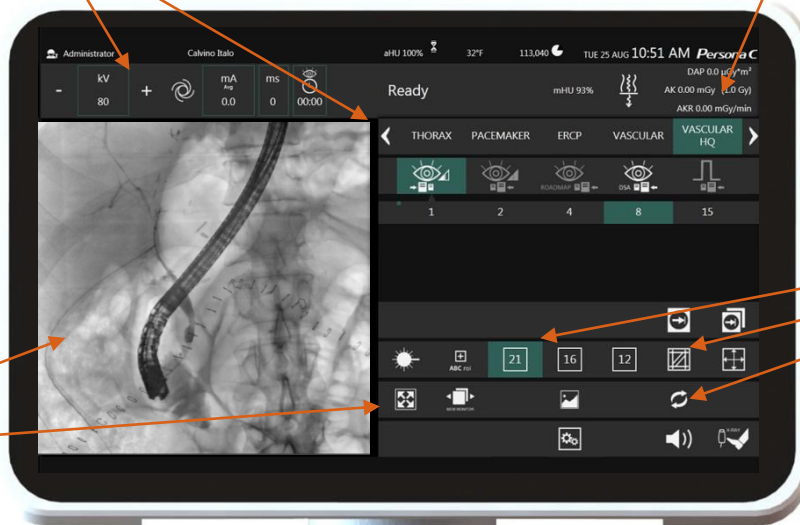 Administrator Calvino Italo aHU 100% 32°F 113,040 TUE 25 AUG 10:51 AM Persona C
- kV 80 + mA Avg 0.0 ms 0 00:00
Ready mHU 93%
DAP 0.0 µGy*m²
AK 0.00 mGy (1.0 Gy)
AKR 0.00 mGy/min
THORAX PACEMAKER ERCP VASCULAR VASCULAR HQ
ROADMAP DSA
1 2 4 8 15
ABC roi 21 16 12
MONITOR
X-RAY